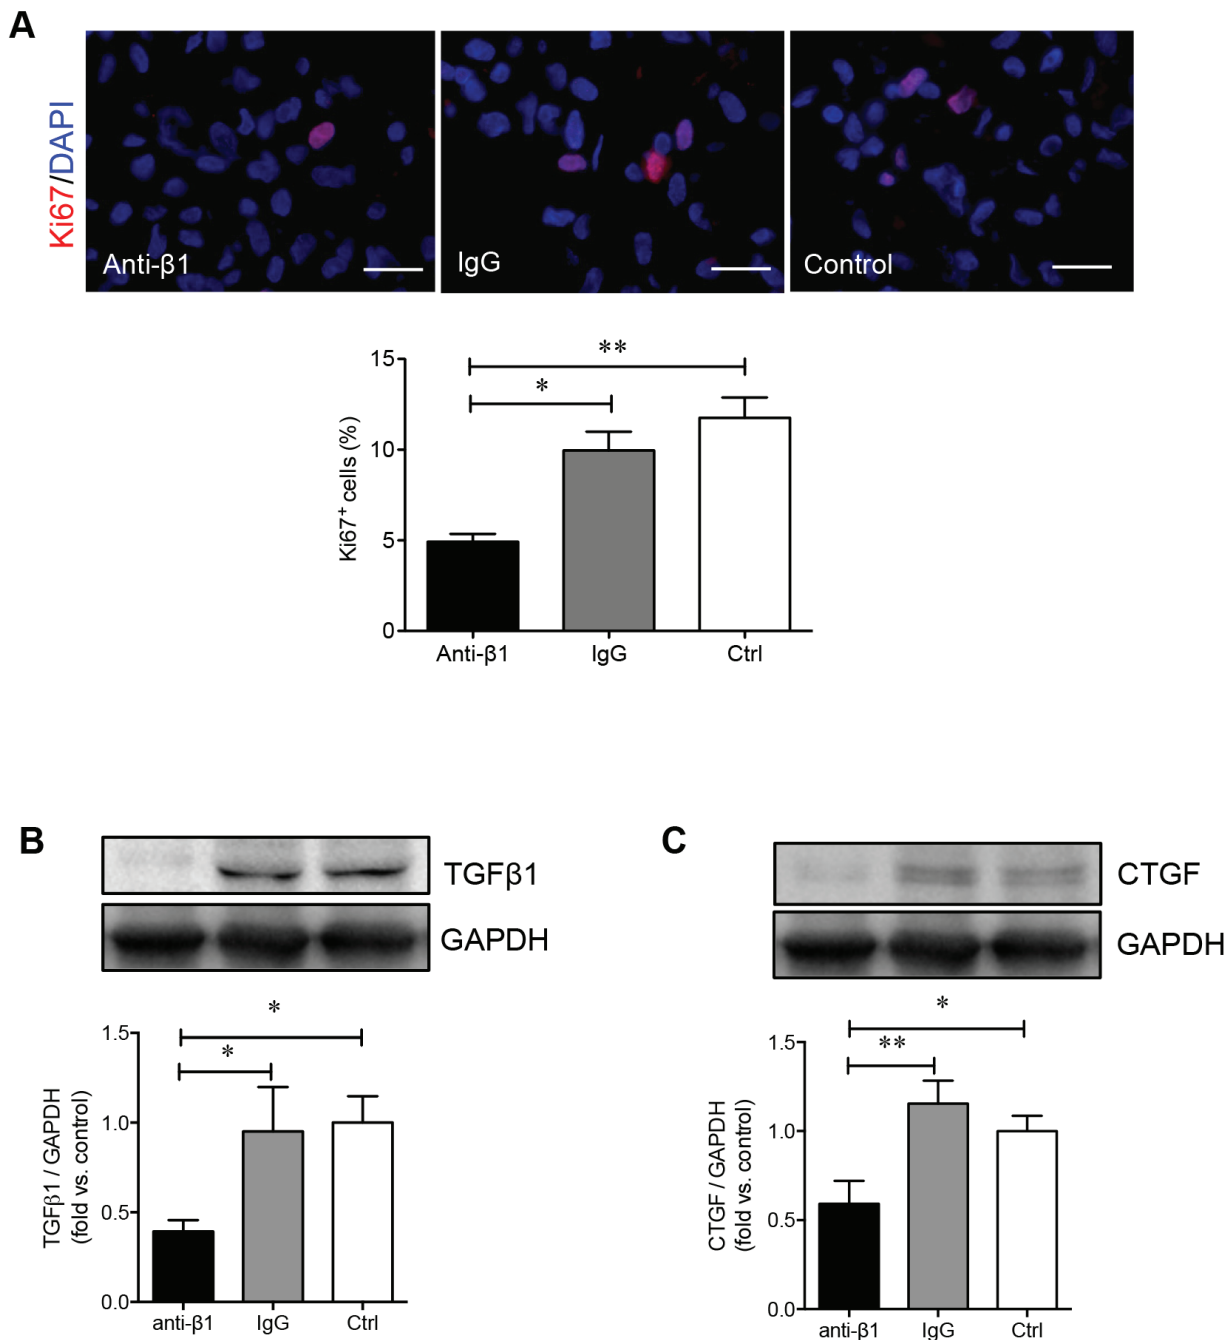 A
Ki67/DAPI
Anti-β1
IgG
Control
**
*
15
10
5
0
Ki67+ cells (%)
Anti-β1
IgG
Ctrl
B
TGFβ1
GAPDH
*
*
1.5
1.0
0.5
0.0
TGFβ1 / GAPDH
(fold vs. control)
anti-β1
IgG
Ctrl
C
CTGF
GAPDH
*
**
1.5
1.0
0.5
0.0
CTGF / GAPDH
(fold vs. control)
anti-β1
IgG
Ctrl